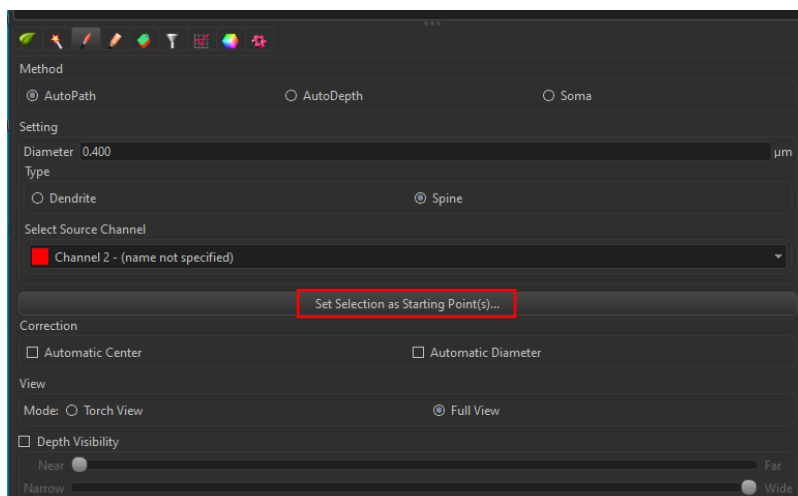 Method
AutoPath AutoDepth Soma
Setting
Diameter 0.400 µm
Type
Dendrite Spine
Select Source Channel
Channel 2 - (name not specified)
Set Selection as Starting Point(s)...
Correction
Automatic Center Automatic Diameter
View
Mode: Torch View Full View
Depth Visibility
Near Far
Narrow Wide